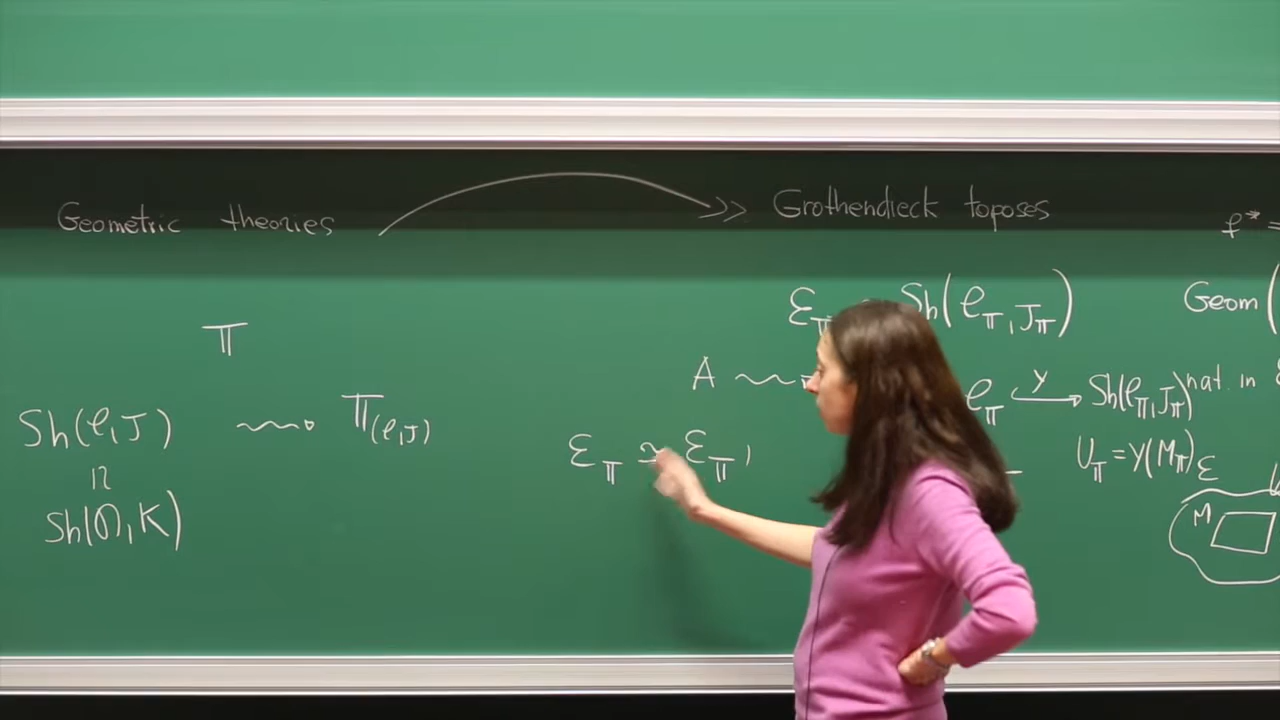 Geometric theories
Grothendieck toposes
f* =
𝕋
ℰ_𝕋 Sh(𝒞_𝕋, J_𝕋)
Geom(
A ⇝
𝒞_𝕋 ↪^y Sh(𝒞_𝕋, J_𝕋)
nat. in ℰ
Sh(𝒞, J) ⇝ 𝕋_(𝒞,J)
ℰ_𝕋 ≃ ℰ_𝕋'
U_𝕋 = y(M_𝕋)
ℰ
Sh(𝒟, K)
M